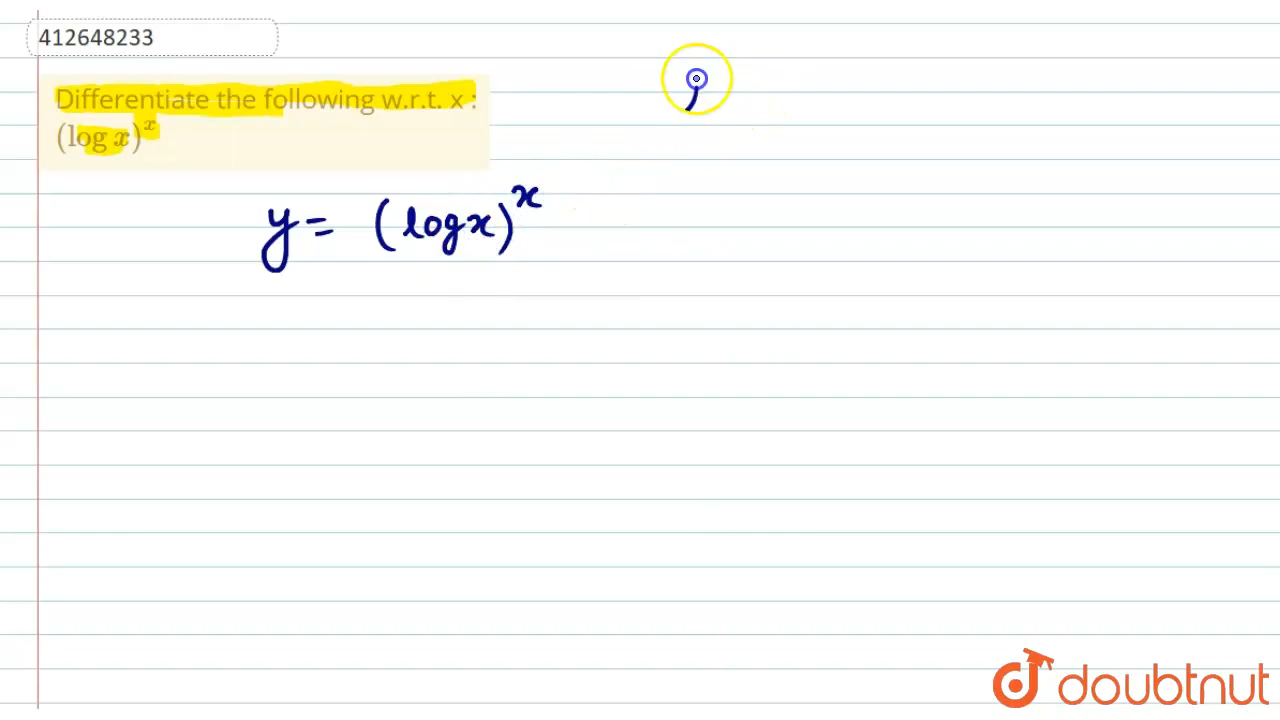 412648233
Differentiate the following w.r.t. x :
(log x)^x
y = (log x)^x
doubtnut